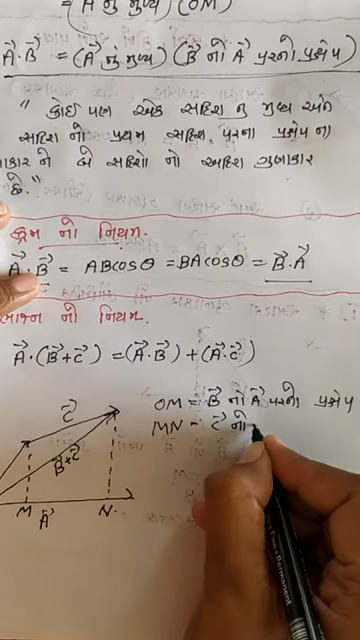 = (A નું મૂલ્ય) (OM)
A⃗·B⃗ = (A⃗ નું મૂલ્ય) (B⃗ નો A⃗ પરનો પ્રક્ષેપ)
" કોઈ પણ એક સદિશ નું મૂલ્ય અને
સદિશ નો પ્રથમ સદિશ પરના પ્રક્ષેપ ના
ણાકાર ને બે સદિશો નો અદિશ ગુણાકાર
છે."
ક્રમ નો નિયમ.
A⃗·B⃗ = ABcosθ = BAcosθ = B⃗·A⃗
નો નિયમ.
A⃗·(B⃗+C⃗) = (A⃗·B⃗) + (A⃗·C⃗)
OM = B⃗ નો A⃗ પરનો પ્રક્ષેપ
MN = C⃗ નો
C⃗
B⃗+C⃗
M N
A⃗